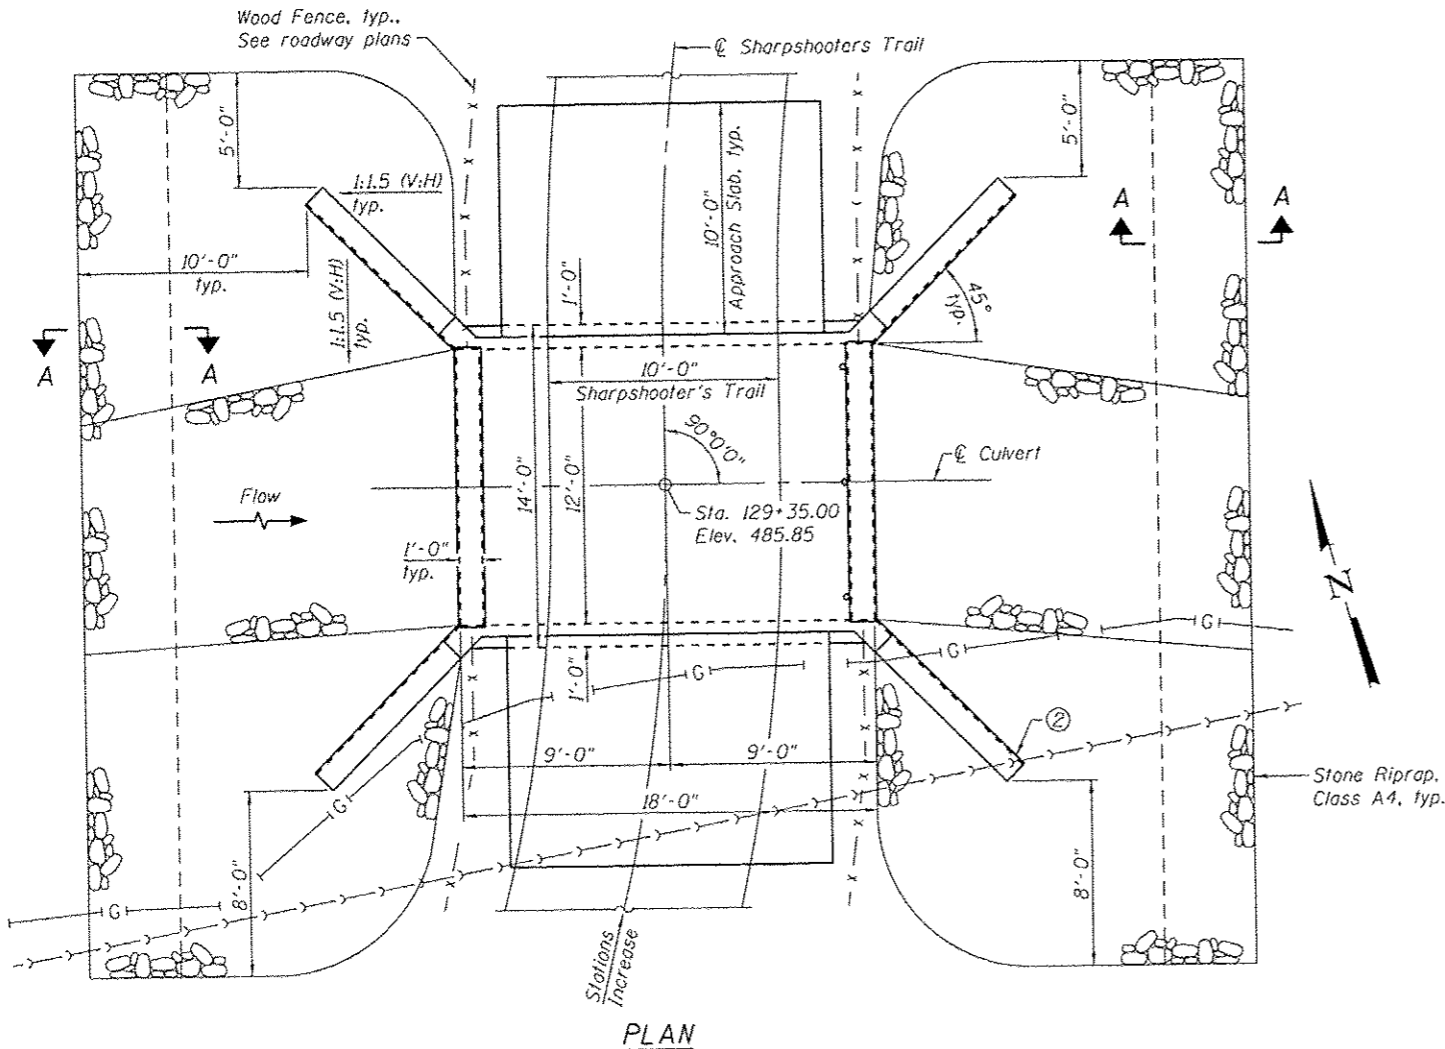 Wood Fence, typ.,
See roadway plans
℄ Sharpshooters Trail
5'-0"
5'-0"
1:1.5 (V:H)
typ.
10'-0"
Approach Slab, typ.
A
A
10'-0"
typ.
1'-0"
45°
typ.
1:1.5 (V:H)
typ.
A
A
10'-0"
Sharpshooter's Trail
90°0'0"
℄ Culvert
Flow
14'-0"
12'-0"
Sta. 129+35.00
Elev. 485.85
1'-0"
typ.
N
G
G
G
1'-0"
2
9'-0"
9'-0"
18'-0"
Stone Riprap,
Class A4, typ.
G
8'-0"
8'-0"
G
Stations
Increase
PLAN